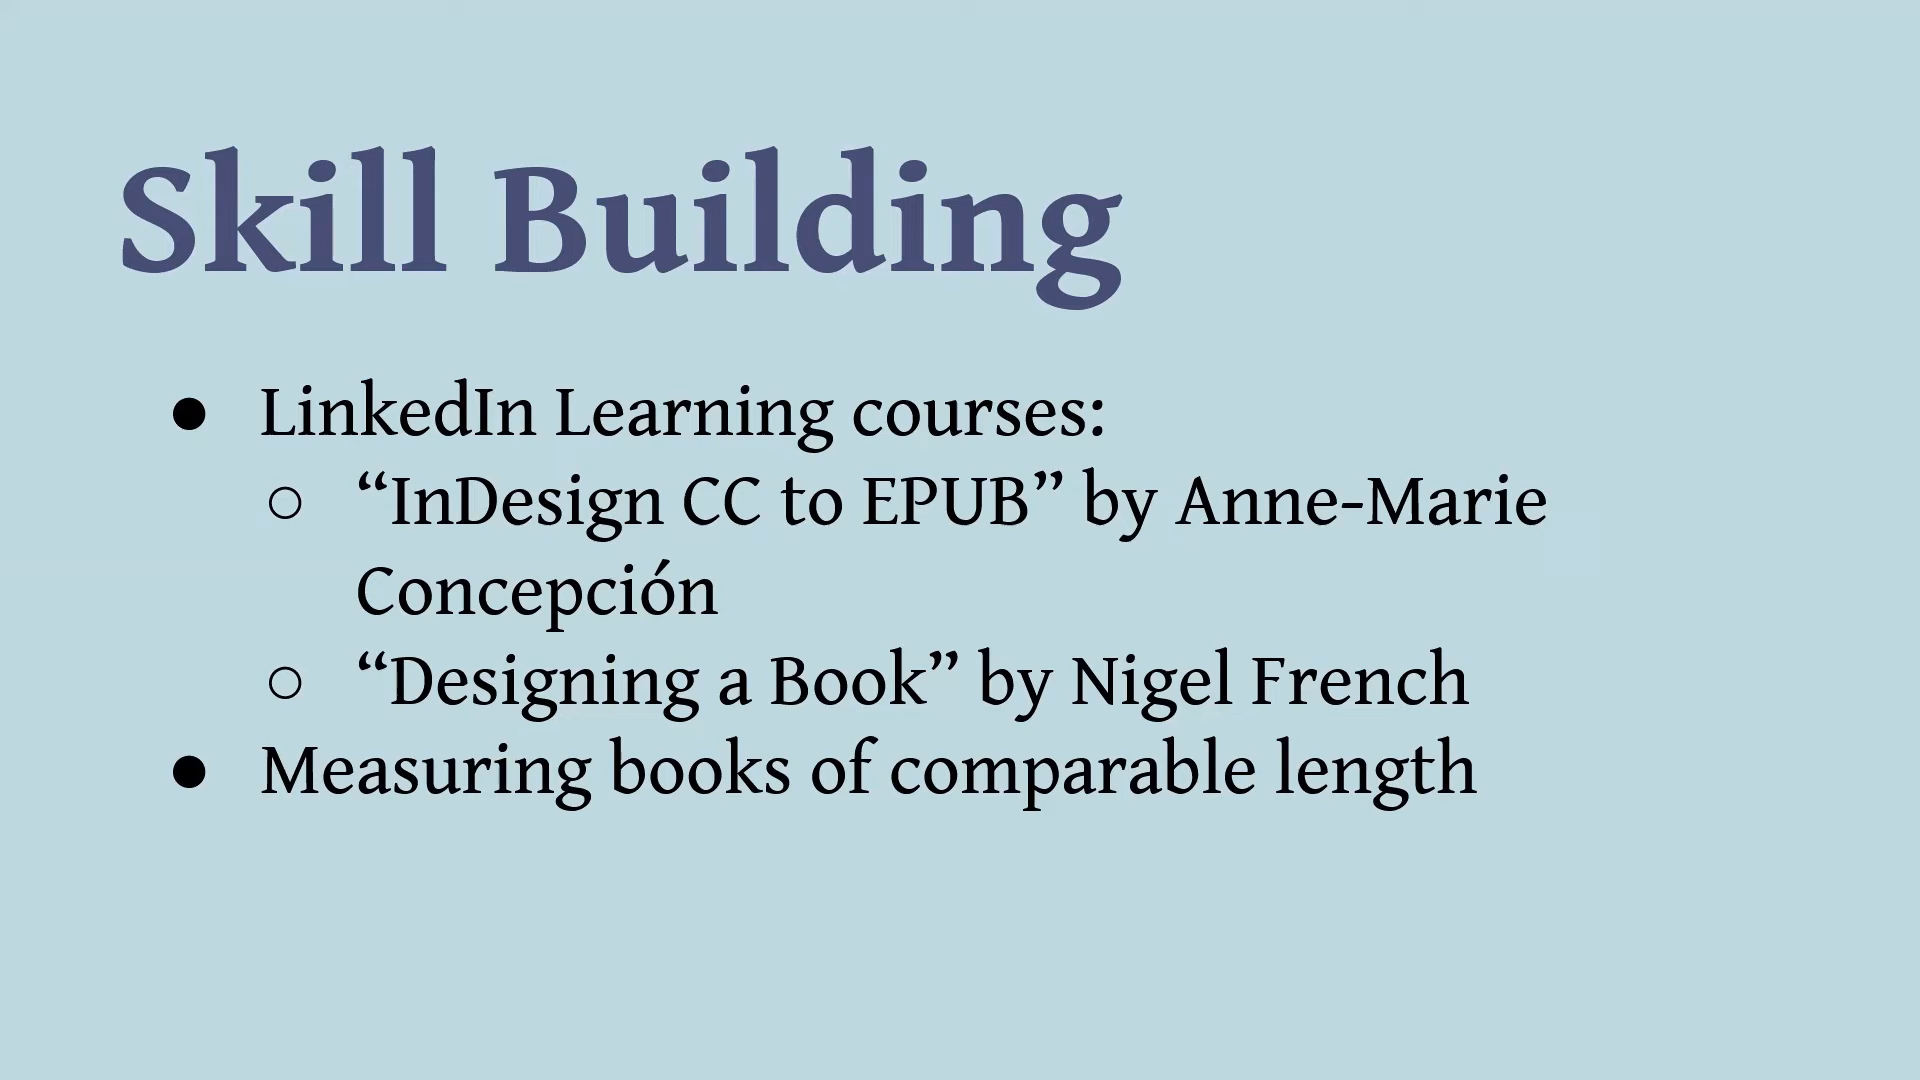 Skill Building
● LinkedIn Learning courses:
○ “InDesign CC to EPUB” by Anne-Marie
Concepción
○ “Designing a Book” by Nigel French
● Measuring books of comparable length